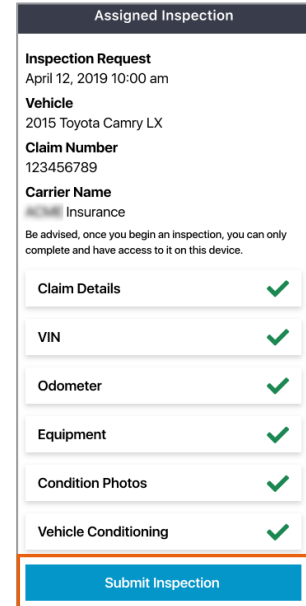 Assigned Inspection
Inspection Request
April 12, 2019 10:00 am
Vehicle
2015 Toyota Camry LX
Claim Number
123456789
Carrier Name
Insurance
Be advised, once you begin an inspection, you can only
complete and have access to it on this device.
Claim Details
VIN
Odometer
Equipment
Condition Photos
Vehicle Conditioning
Submit Inspection